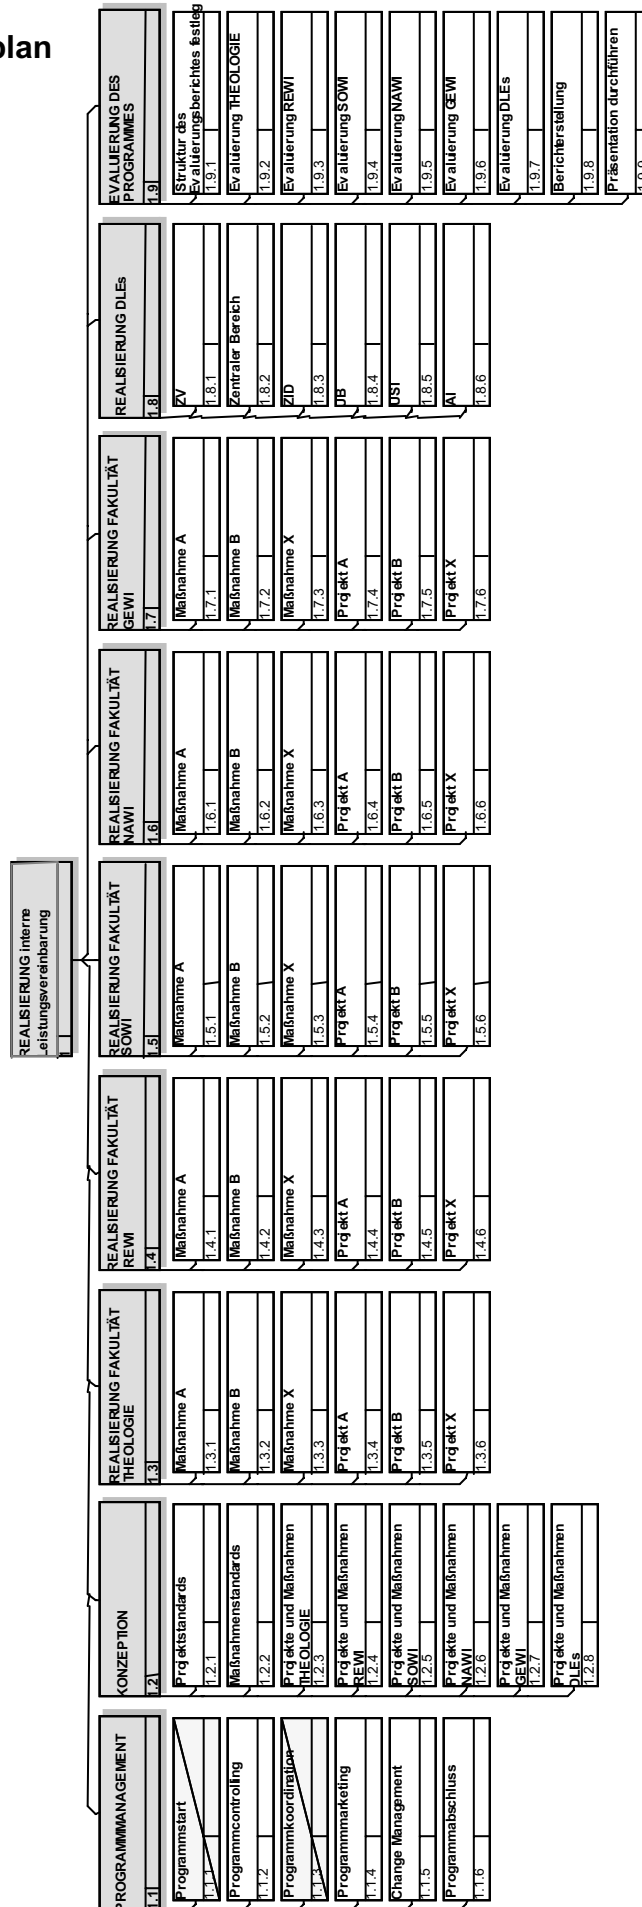 plan
REALISIERUNG interne
Leistungsvereinbarung
1
PROGRAMMMANAGEMENT
1.1
Programmstart
1.1.1
Programmcontrolling
1.1.2
Programmkoordination
1.1.3
Programmmarketing
1.1.4
Change Management
1.1.5
Programmabschluss
1.1.6
KONZEPTION
1.2
Projektstandards
1.2.1
Maßnahmenstandards
1.2.2
Projekte und Maßnahmen
THEOLOGIE
1.2.3
Projekte und Maßnahmen
REWI
1.2.4
Projekte und Maßnahmen
SOWI
1.2.5
Projekte und Maßnahmen
NAWI
1.2.6
Projekte und Maßnahmen
GEWI
1.2.7
Projekte und Maßnahmen
DLEs
1.2.8
REALISIERUNG FAKULTÄT
THEOLOGIE
1.3
Maßnahme A
1.3.1
Maßnahme B
1.3.2
Maßnahme X
1.3.3
Projekt A
1.3.4
Projekt B
1.3.5
Projekt X
1.3.6
REALISIERUNG FAKULTÄT
REWI
1.4
Maßnahme A
1.4.1
Maßnahme B
1.4.2
Maßnahme X
1.4.3
Projekt A
1.4.4
Projekt B
1.4.5
Projekt X
1.4.6
REALISIERUNG FAKULTÄT
SOWI
1.5
Maßnahme A
1.5.1
Maßnahme B
1.5.2
Maßnahme X
1.5.3
Projekt A
1.5.4
Projekt B
1.5.5
Projekt X
1.5.6
REALISIERUNG FAKULTÄT
NAWI
1.6
Maßnahme A
1.6.1
Maßnahme B
1.6.2
Maßnahme X
1.6.3
Projekt A
1.6.4
Projekt B
1.6.5
Projekt X
1.6.6
REALISIERUNG FAKULTÄT
GEWI
1.7
Maßnahme A
1.7.1
Maßnahme B
1.7.2
Maßnahme X
1.7.3
Projekt A
1.7.4
Projekt B
1.7.5
Projekt X
1.7.6
REALISIERUNG DLEs
1.8
ZV
1.8.1
Zentraler Bereich
1.8.2
ZID
1.8.3
UB
1.8.4
USI
1.8.5
AI
1.8.6
EVALUIERUNG DES
PROGRAMMES
1.9
Struktur des
Evaluierungsberichtes festleg
1.9.1
Evaluierung THEOLOGIE
1.9.2
Evaluierung REWI
1.9.3
Evaluierung SOWI
1.9.4
Evaluierung NAWI
1.9.5
Evaluierung GEWI
1.9.6
Evaluierung DLEs
1.9.7
Berichterstellung
1.9.8
Präsentation durchführen
1.9.9